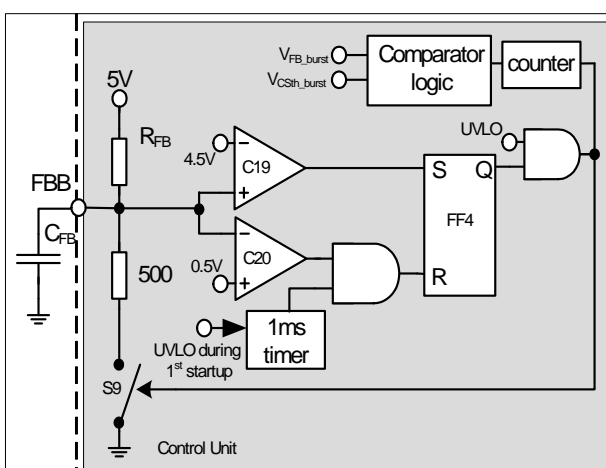 VFB_burst
VCSth_burst
Comparator
logic
counter
5V
RFB
UVLO
4.5V
C19
S
Q
FBB
FF4
CFB
500
C20
0.5V
R
1ms
timer
UVLO during
1st startup
S9
Control Unit